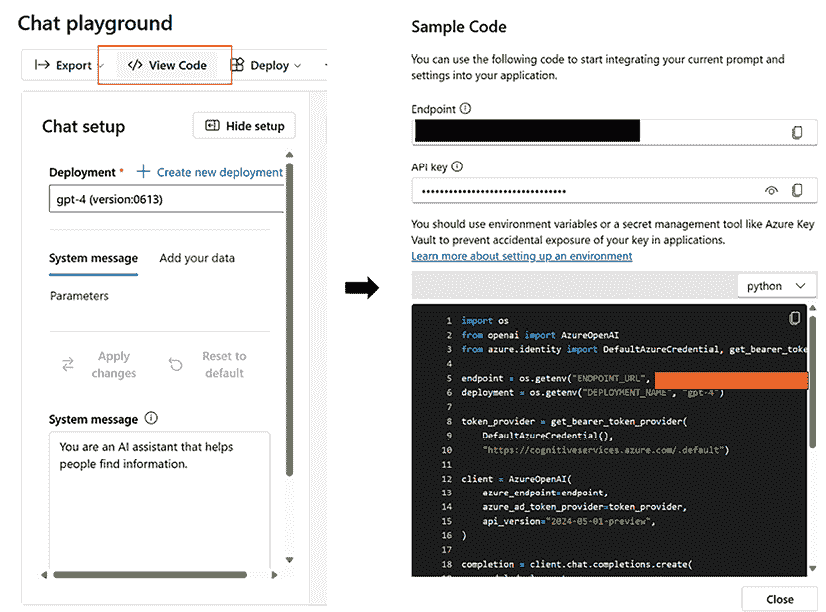 Chat playground
Export
</> View Code
Deploy
Chat setup
Hide setup
Deployment * + Create new deployment
gpt-4 (version:0613)
System message Add your data
Parameters
Apply changes
Reset to default
System message
You are an AI assistant that helps
people find information.
Sample Code
You can use the following code to start integrating your current prompt and
settings into your application.
Endpoint
API key
••••••••••••••••••••••••••••••••
You should use environment variables or a secret management tool like Azure Key
Vault to prevent accidental exposure of your key in applications.
Learn more about setting up an environment
python
1 import os
2 from openai import AzureOpenAI
3 from azure.identity import DefaultAzureCredential, get_bearer_toke
4
5 endpoint = os.getenv("ENDPOINT_URL",
6 deployment = os.getenv("DEPLOYMENT_NAME", "gpt-4")
7
8 token_provider = get_bearer_token_provider(
9 DefaultAzureCredential(),
10 "https://cognitiveservices.azure.com/.default")
11
12 client = AzureOpenAI(
13 azure_endpoint=endpoint,
14 azure_ad_token_provider=token_provider,
15 api_version="2024-05-01-preview",
16 )
17
18 completion = client.chat.completions.create(
Close